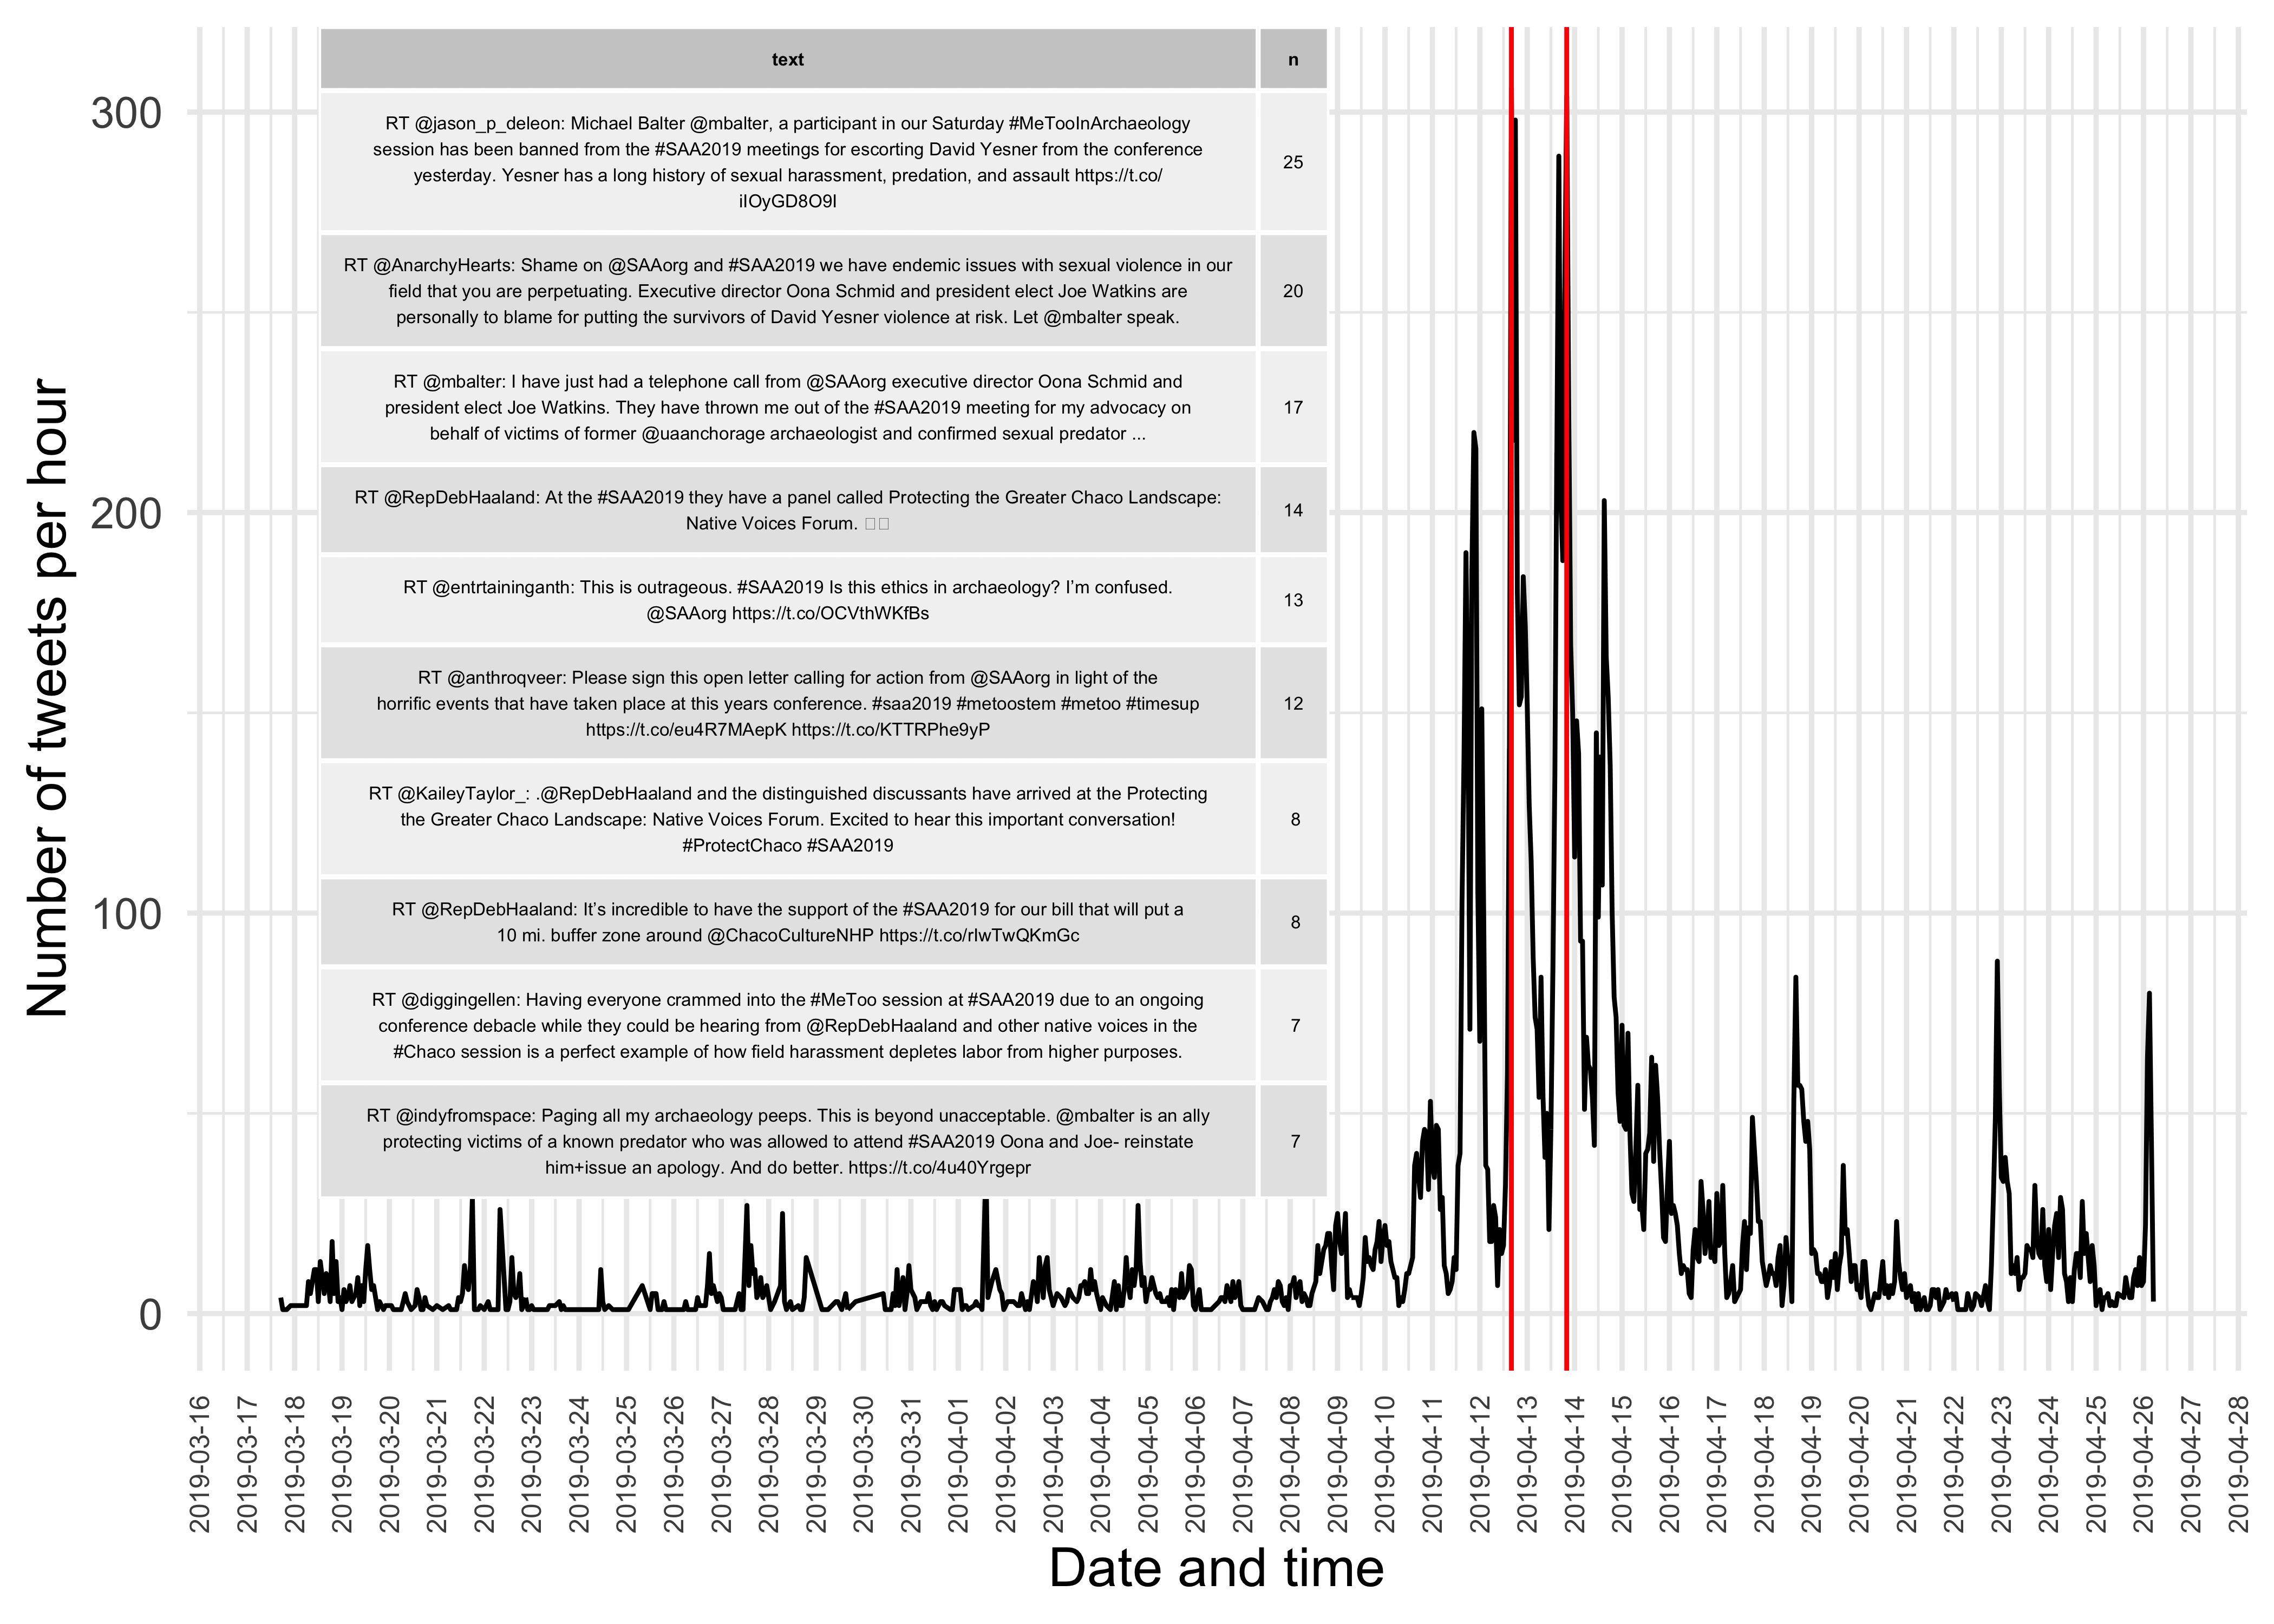 text
n
RT @jason_p_deleon: Michael Balter @mbalter, a participant in our Saturday #MeTooInArchaeology
session has been banned from the #SAA2019 meetings for escorting David Yesner from the conference
yesterday. Yesner has a long history of sexual harassment, predation, and assault https://t.co/
iIOyGD8O9I
25
RT @AnarchyHearts: Shame on @SAAorg and #SAA2019 we have endemic issues with sexual violence in our
field that you are perpetuating. Executive director Oona Schmid and president elect Joe Watkins are
personally to blame for putting the survivors of David Yesner violence at risk. Let @mbalter speak.
20
RT @mbalter: I have just had a telephone call from @SAAorg executive director Oona Schmid and
president elect Joe Watkins. They have thrown me out of the #SAA2019 meeting for my advocacy on
behalf of victims of former @uaanchorage archaeologist and confirmed sexual predator ...
17
RT @RepDebHaaland: At the #SAA2019 they have a panel called Protecting the Greater Chaco Landscape:
Native Voices Forum.
14
RT @entrtaininganth: This is outrageous. #SAA2019 Is this ethics in archaeology? I’m confused.
@SAAorg https://t.co/OCVthWKfBs
13
RT @anthroqveer: Please sign this open letter calling for action from @SAAorg in light of the
horrific events that have taken place at this years conference. #saa2019 #metoostem #metoo #timesup
https://t.co/eu4R7MAepK https://t.co/KTTRPhe9yP
12
RT @KaileyTaylor_: .@RepDebHaaland and the distinguished discussants have arrived at the Protecting
the Greater Chaco Landscape: Native Voices Forum. Excited to hear this important conversation!
#ProtectChaco #SAA2019
8
RT @RepDebHaaland: It’s incredible to have the support of the #SAA2019 for our bill that will put a
10 mi. buffer zone around @ChacoCultureNHP https://t.co/rlwTwQKmGc
8
RT @diggingellen: Having everyone crammed into the #MeToo session at #SAA2019 due to an ongoing
conference debacle while they could be hearing from @RepDebHaaland and other native voices in the
#Chaco session is a perfect example of how field harassment depletes labor from higher purposes.
7
RT @indyfromspace: Paging all my archaeology peeps. This is beyond unacceptable. @mbalter is an ally
protecting victims of a known predator who was allowed to attend #SAA2019 Oona and Joe- reinstate
him+issue an apology. And do better. https://t.co/4u40Yrgepr
7
Number of tweets per hour
300
200
100
0
2019-03-16
2019-03-17
2019-03-18
2019-03-19
2019-03-20
2019-03-21
2019-03-22
2019-03-23
2019-03-24
2019-03-25
2019-03-26
2019-03-27
2019-03-28
2019-03-29
2019-03-30
2019-03-31
2019-04-01
2019-04-02
2019-04-03
2019-04-04
2019-04-05
2019-04-06
2019-04-07
2019-04-08
2019-04-09
2019-04-10
2019-04-11
2019-04-12
2019-04-13
2019-04-14
2019-04-15
2019-04-16
2019-04-17
2019-04-18
2019-04-19
2019-04-20
2019-04-21
2019-04-22
2019-04-23
2019-04-24
2019-04-25
2019-04-26
2019-04-27
2019-04-28
Date and time